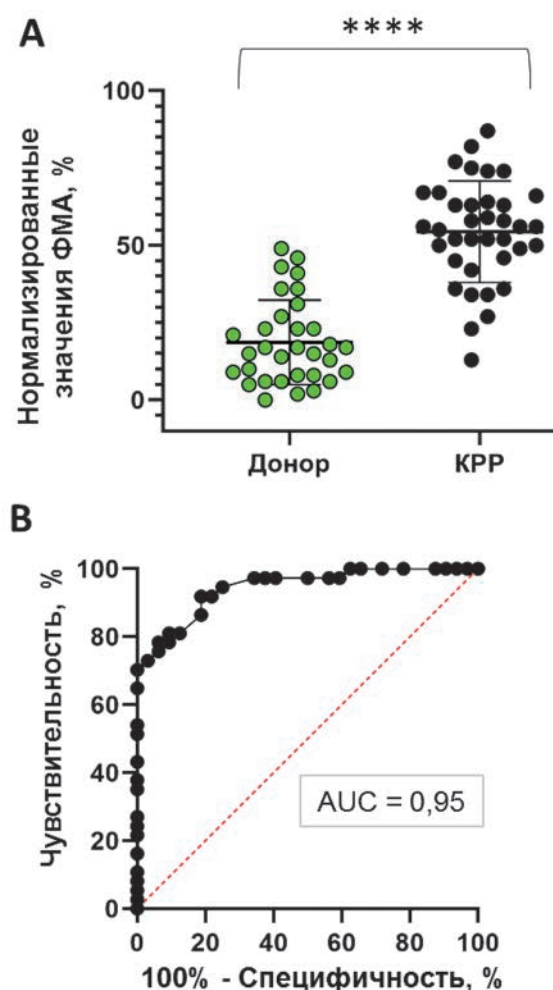 A
****
Нормализированные
значения ФМА, %
100
50
0
Донор
КРР
B
Чувствительность, %
100
80
60
40
20
0
AUC = 0,95
0 20 40 60 80 100
100% - Специфичность, %